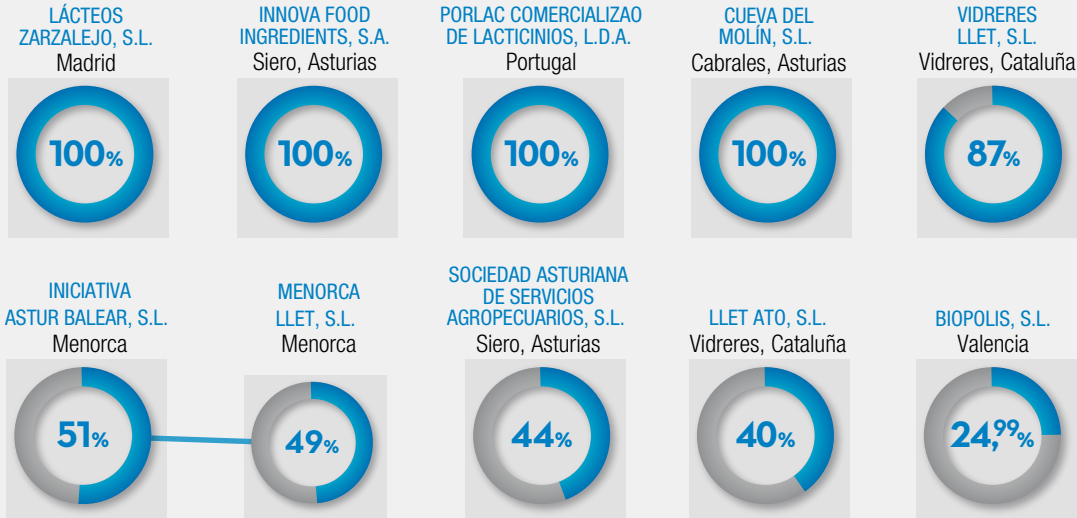 LÁCTEOS
ZARZALEJO, S.L.
Madrid
100%
INNOVA FOOD
INGREDIENTS, S.A.
Siero, Asturias
100%
PORLAC COMERCIALIZAO
DE LACTICINIOS, L.D.A.
Portugal
100%
CUEVA DEL
MOLÍN, S.L.
Cabrales, Asturias
100%
VIDRERES
LLET, S.L.
Vidreres, Cataluña
87%
INICIATIVA
ASTUR BALEAR, S.L.
Menorca
51%
MENORCA
LLET, S.L.
Menorca
49%
SOCIEDAD ASTURIANA
DE SERVICIOS
AGROPECUARIOS, S.L.
Siero, Asturias
44%
LLET ATO, S.L.
Vidreres, Cataluña
40%
BIOPOLIS, S.L.
Valencia
24,99%